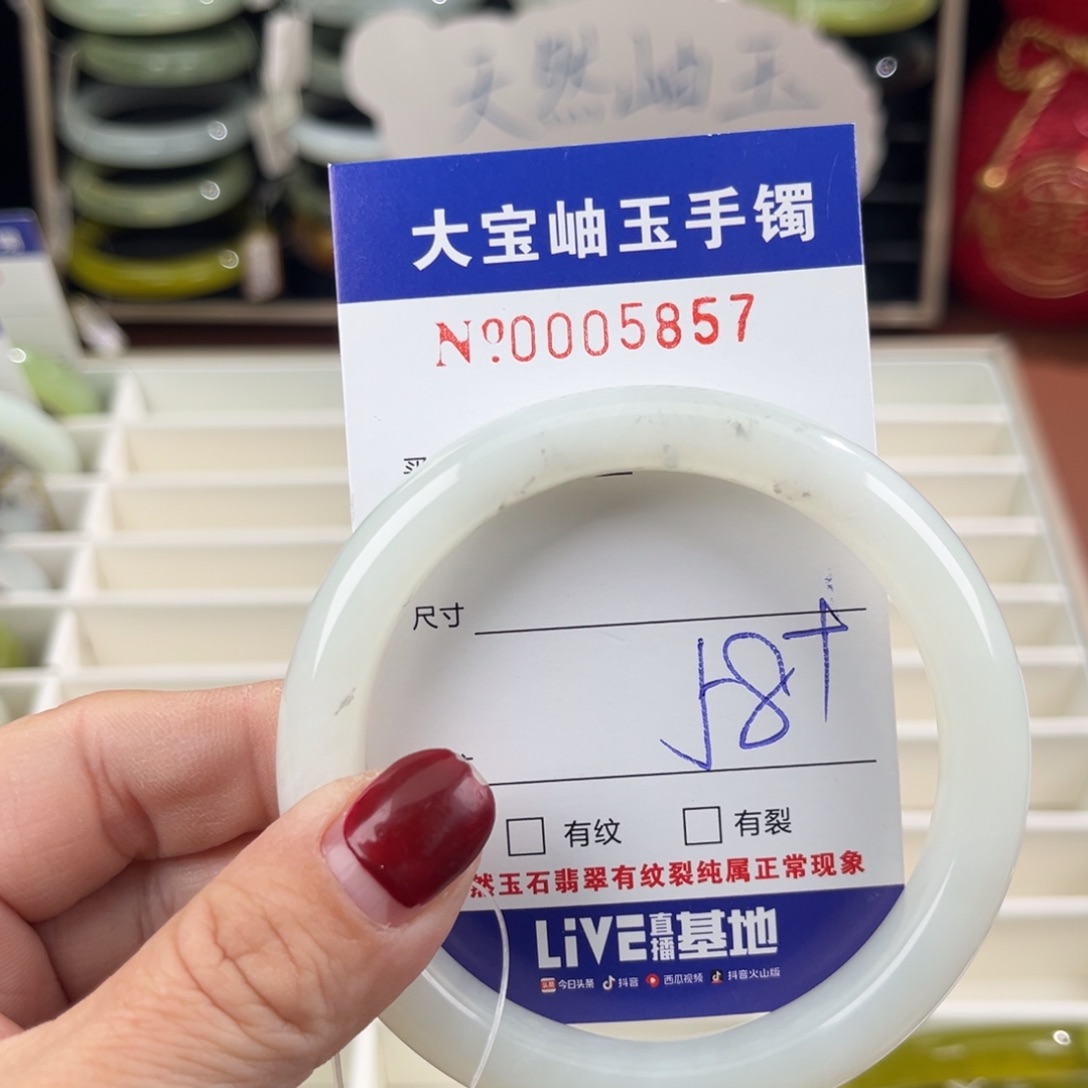 天然岫玉
大宝岫玉手镯
№0005857
尺寸
58
有纹 有裂
然玉石翡翠有纹裂纯属正常现象
LiVE直播基地
今日头条 抖音 西瓜视频 抖音火山版